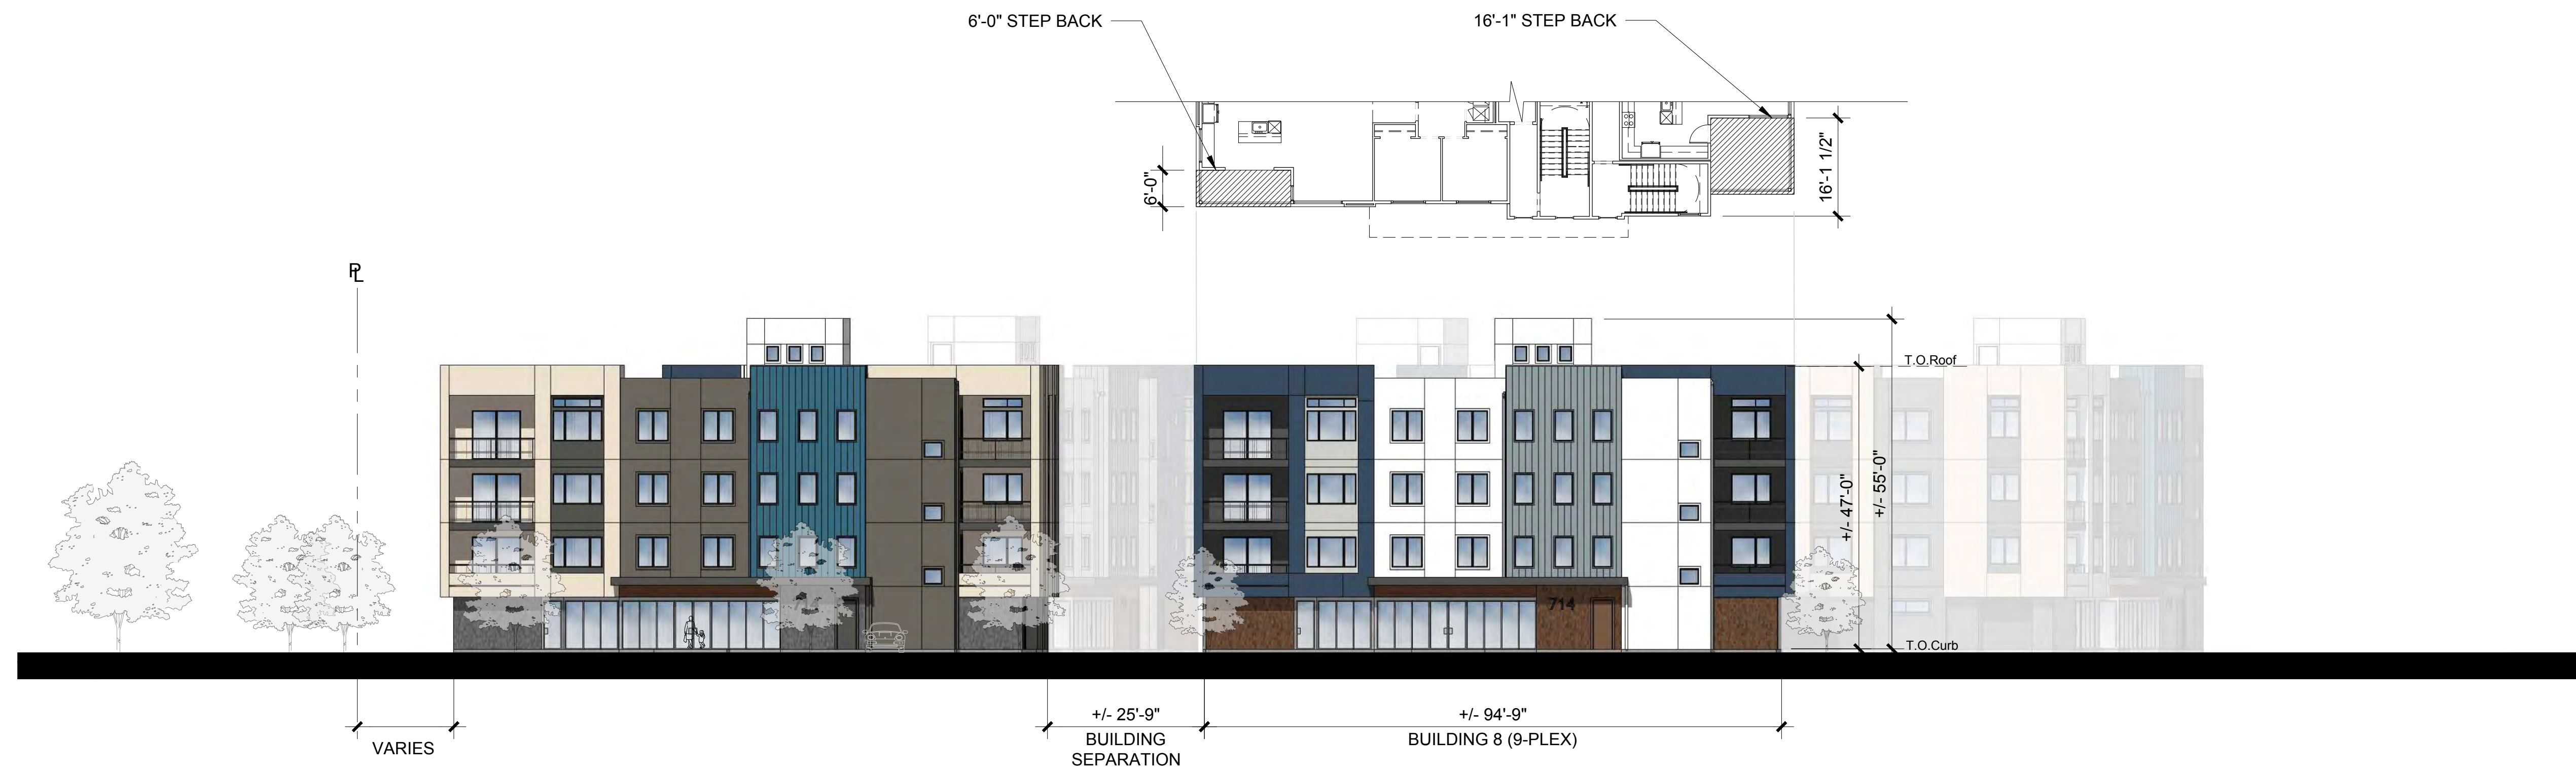 6'-0" STEP BACK
16'-1" STEP BACK
6'-0"
16'-1 1/2"
PL
T.O.Roof
+/- 47'-0"
+/- 55'-0"
714
T.O.Curb
+/- 25'-9"
+/- 94'-9"
VARIES
BUILDING
SEPARATION
BUILDING 8 (9-PLEX)